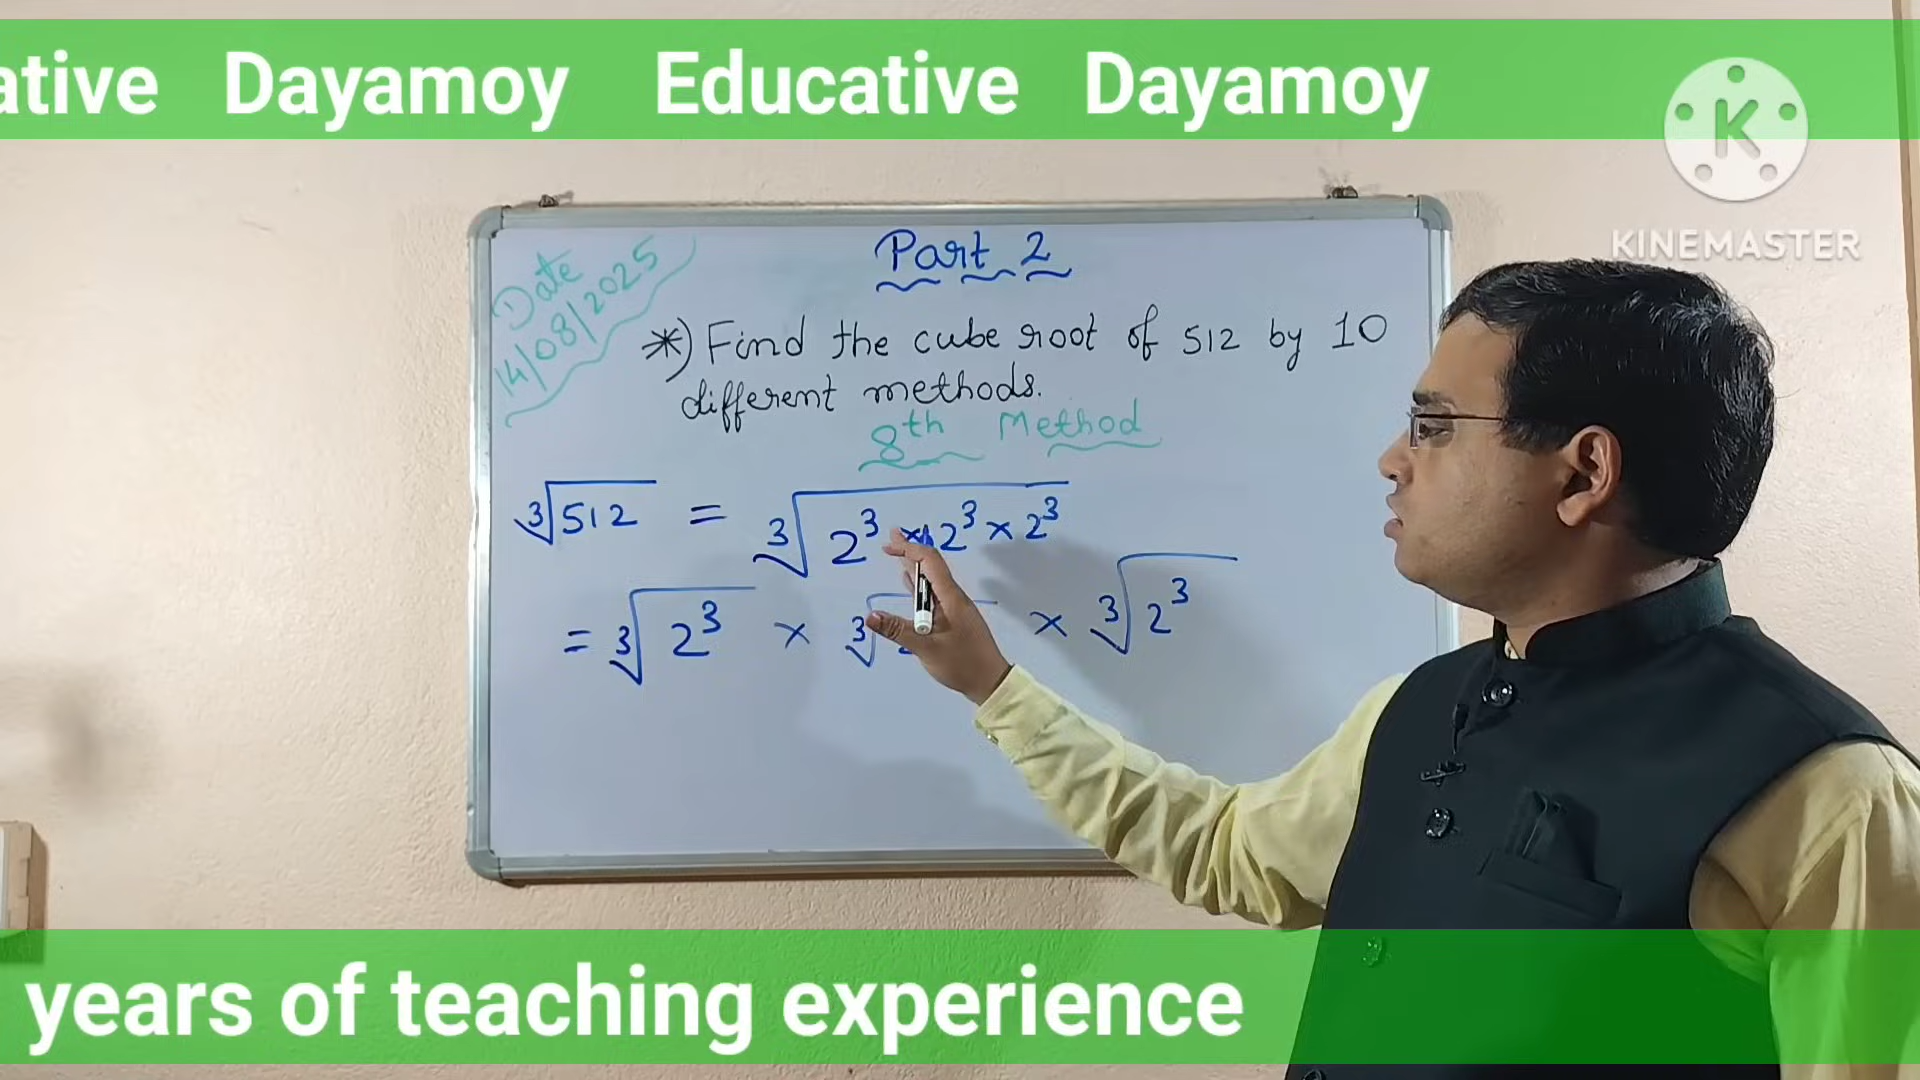 ative Dayamoy Educative Dayamoy
KINEMASTER
Part 2
Date
14/08/2025
*) Find the cube root of 512 by 10
different methods.
8th Method
∛512 = ∛2³ × 2³ × 2³
= ∛2³ × ∛2 × ∛2³
years of teaching experience